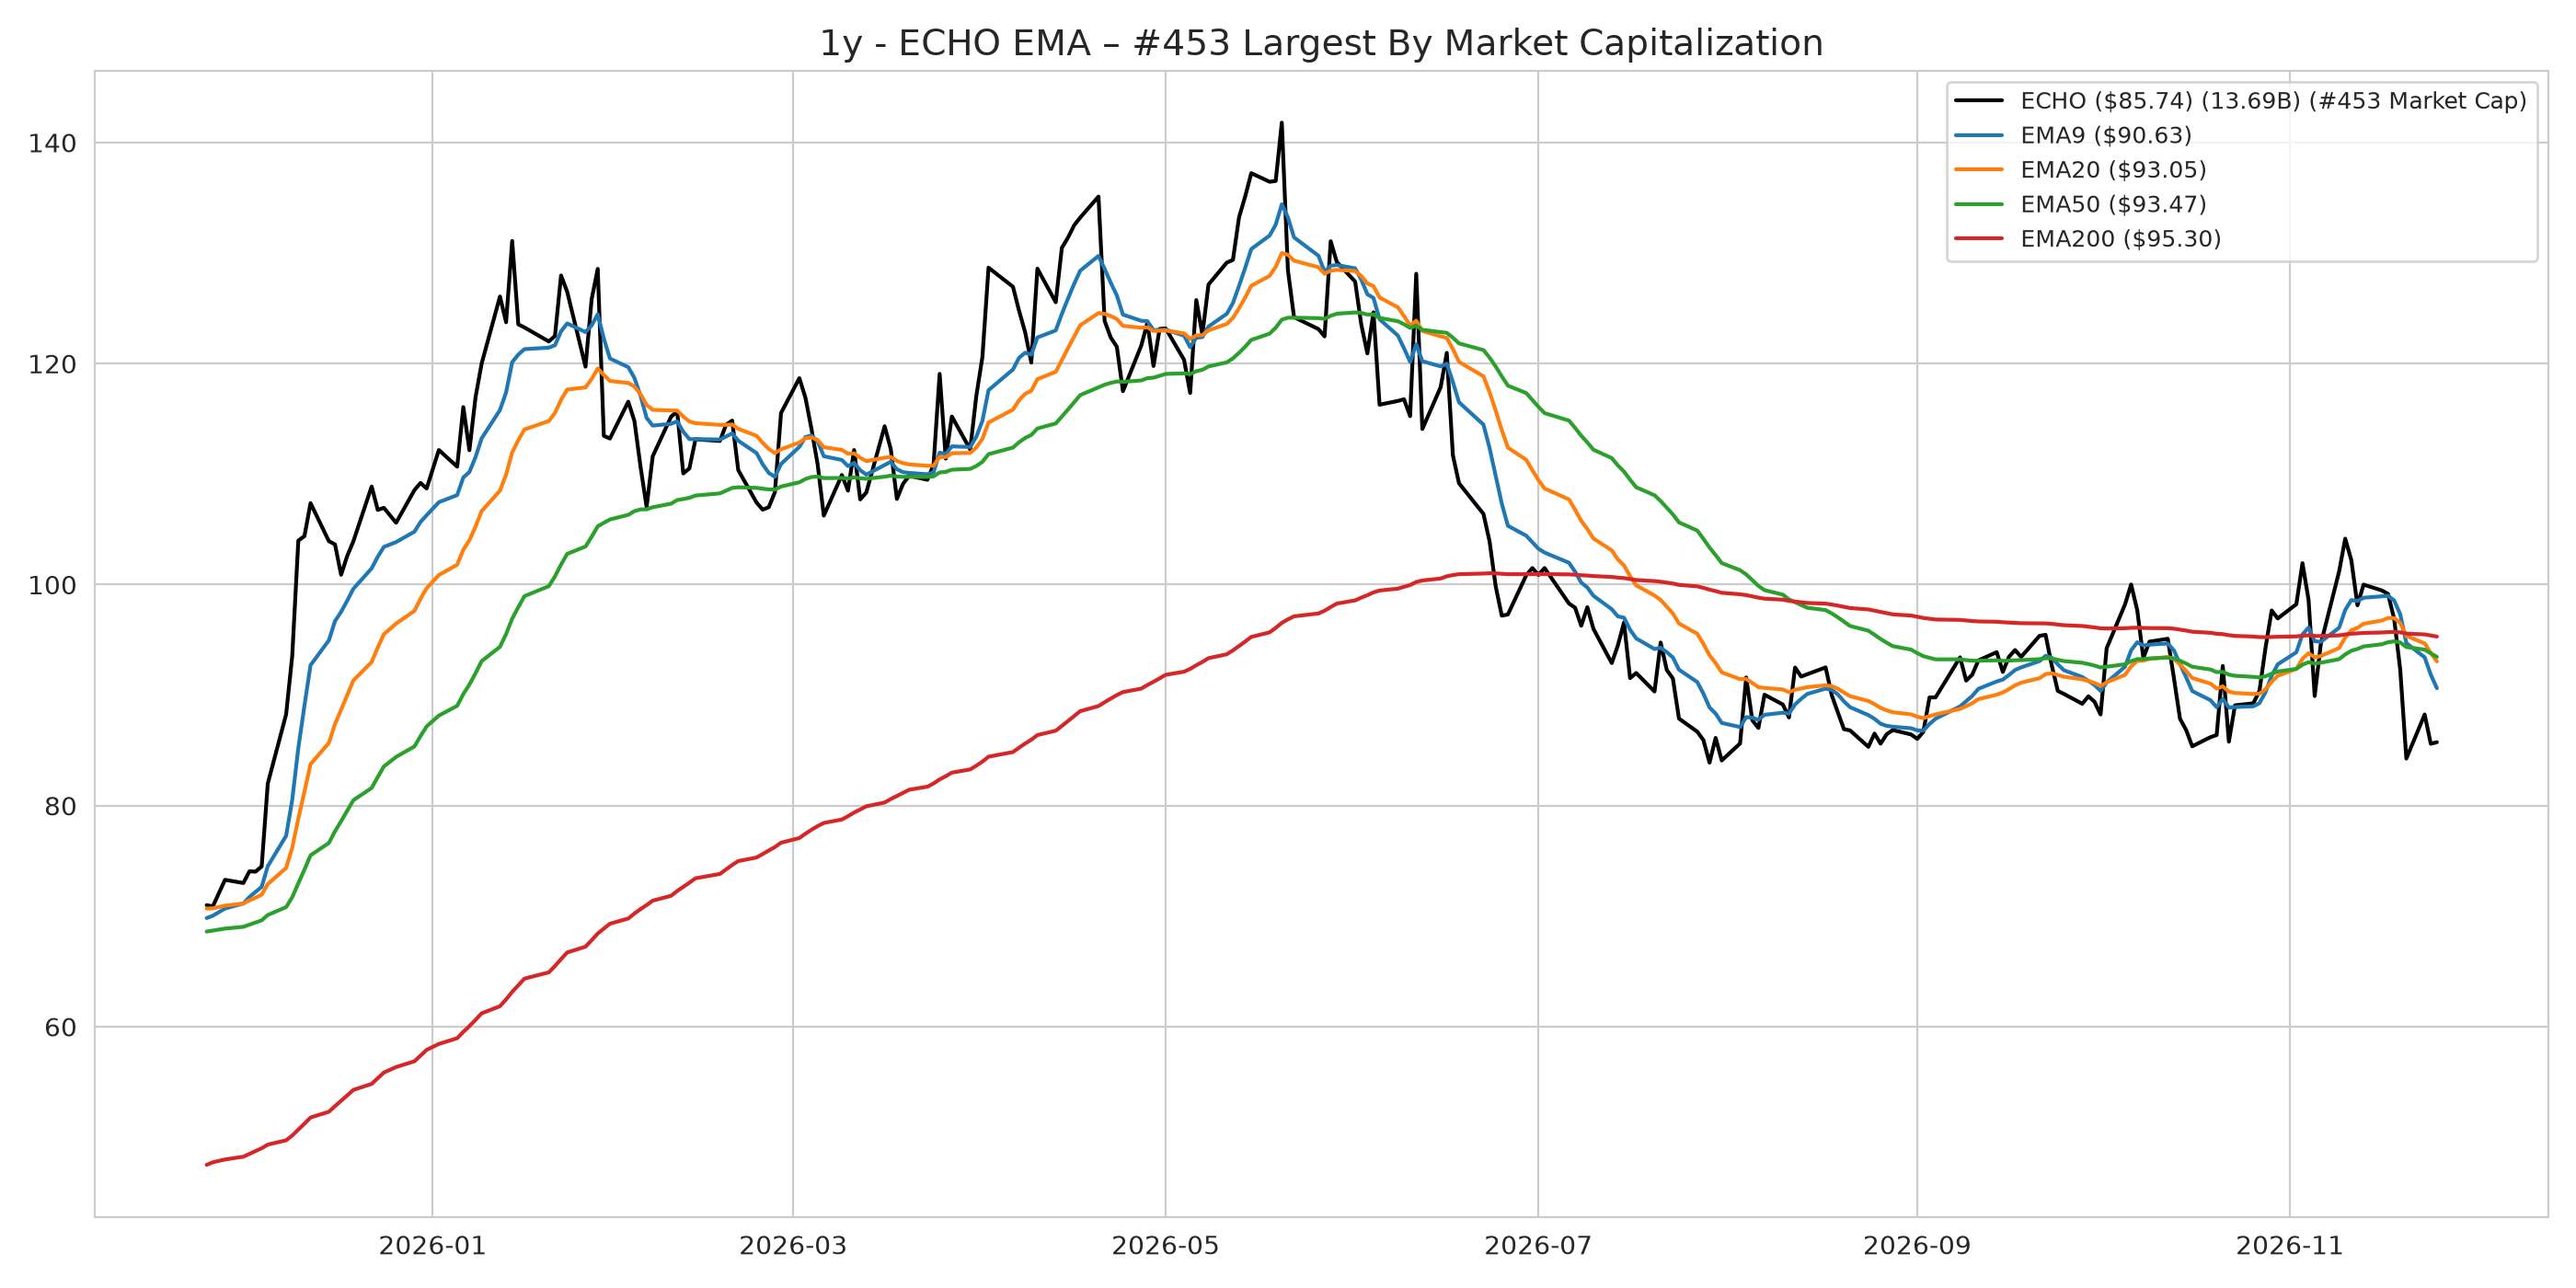 1y - ECHO EMA – #453 Largest By Market Capitalization
ECHO ($85.74) (13.69B) (#453 Market Cap)
EMA9 ($90.63)
EMA20 ($93.05)
EMA50 ($93.47)
EMA200 ($95.30)
140
120
100
80
60
2026-01
2026-03
2026-05
2026-07
2026-09
2026-11